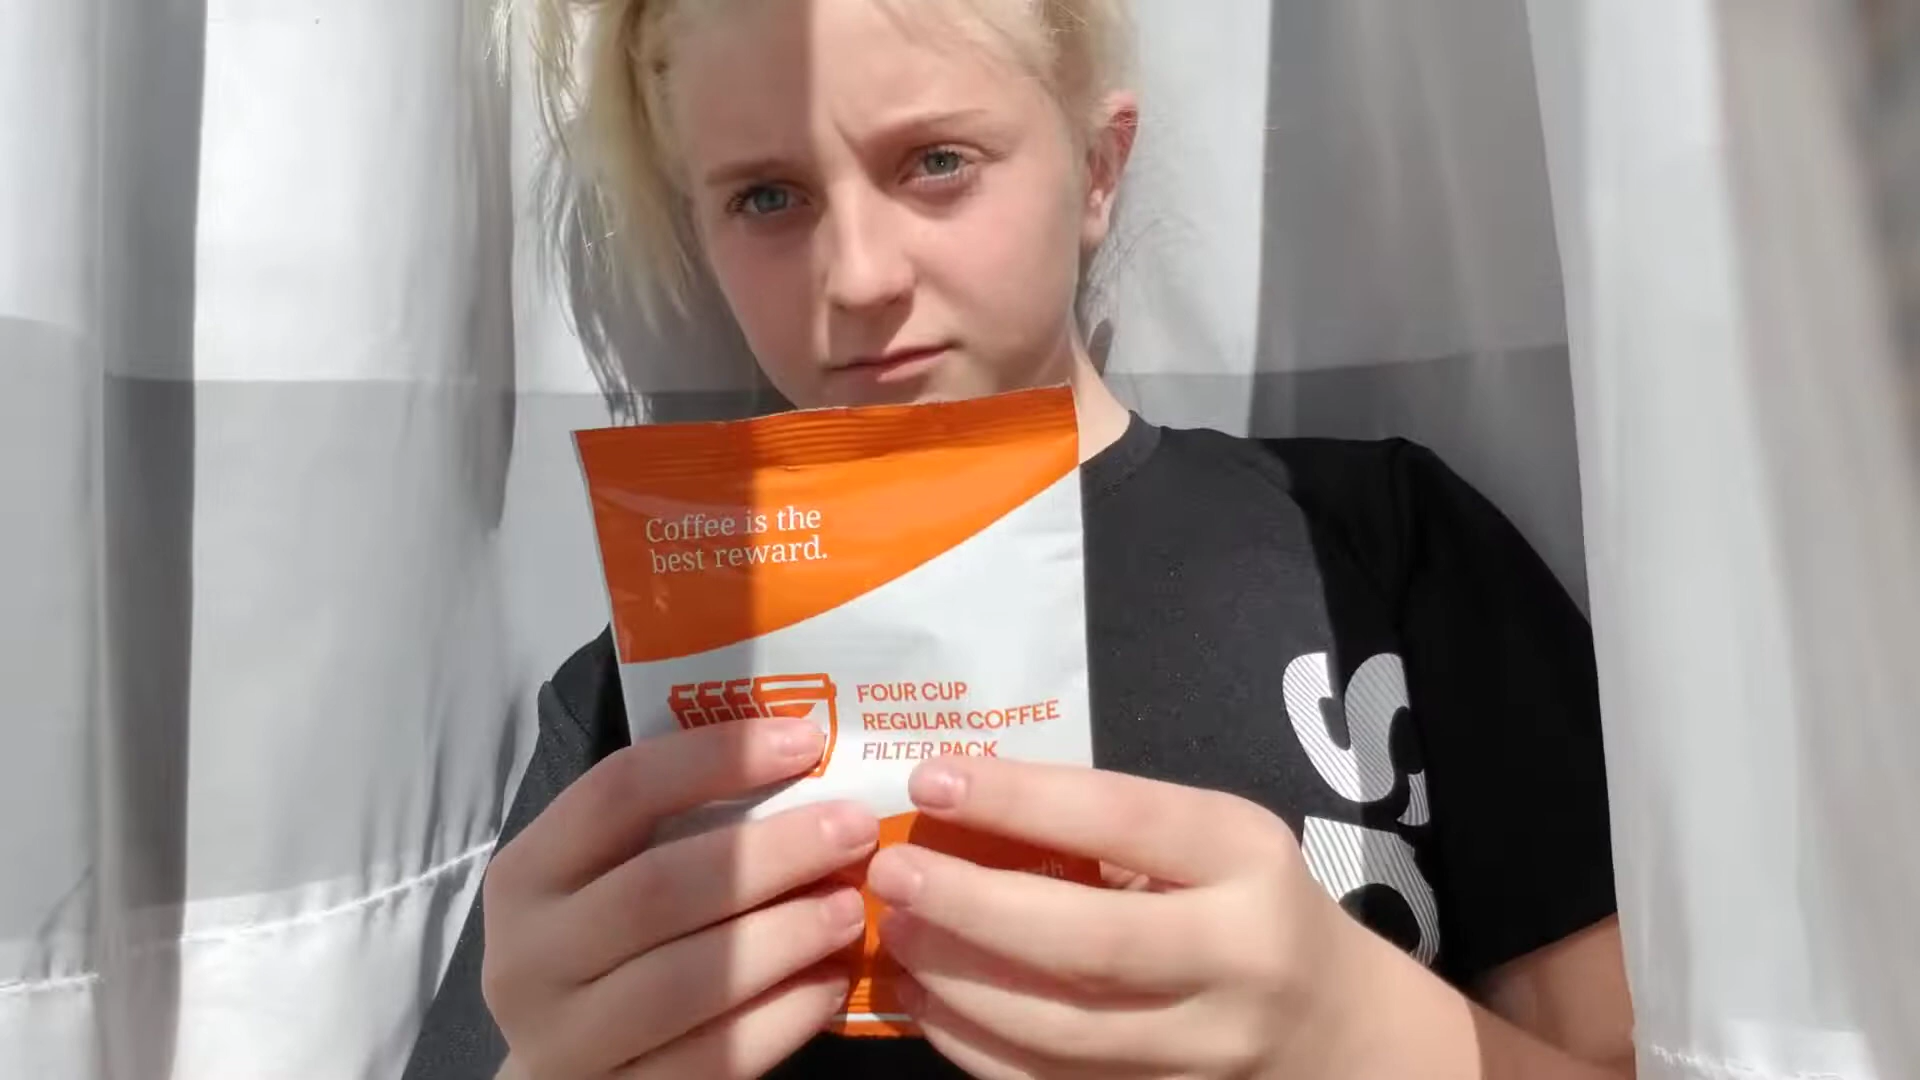 Coffee is the
best reward.
FOUR CUP
REGULAR COFFEE
FILTER PACK